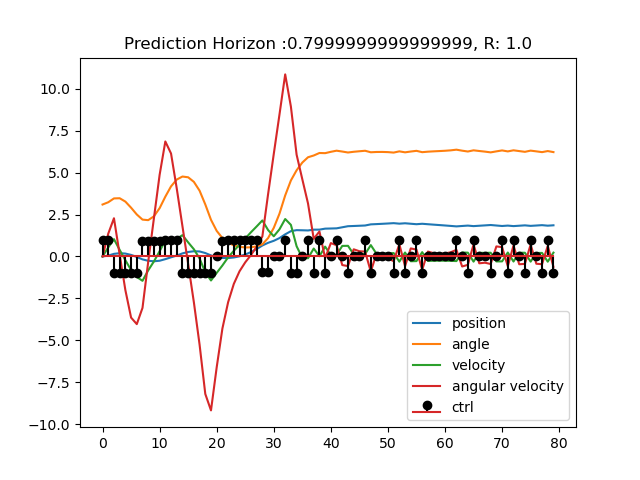 Prediction Horizon :0.7999999999999999, R: 1.0
10.0
7.5
5.0
2.5
0.0
−2.5
−5.0
−7.5
−10.0
position
angle
velocity
angular velocity
ctrl
0 10 20 30 40 50 60 70 80